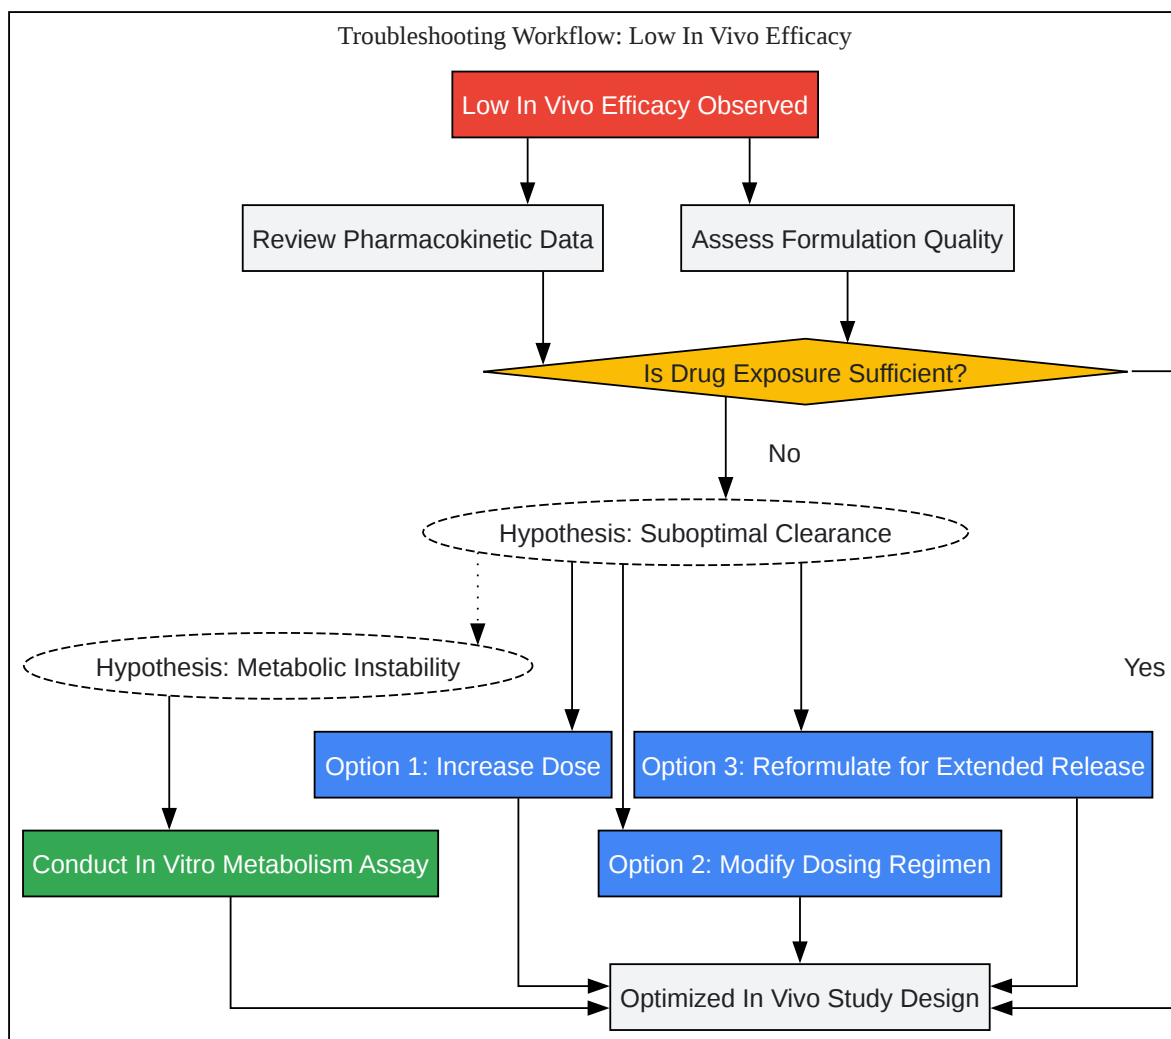 Troubleshooting Workflow: Low In Vivo Efficacy
Low In Vivo Efficacy Observed
Review Pharmacokinetic Data
Assess Formulation Quality
Is Drug Exposure Sufficient?
No
Hypothesis: Suboptimal Clearance
Hypothesis: Metabolic Instability
Yes
Option 1: Increase Dose
Option 3: Reformulate for Extended Release
Conduct In Vitro Metabolism Assay
Option 2: Modify Dosing Regimen
Optimized In Vivo Study Design